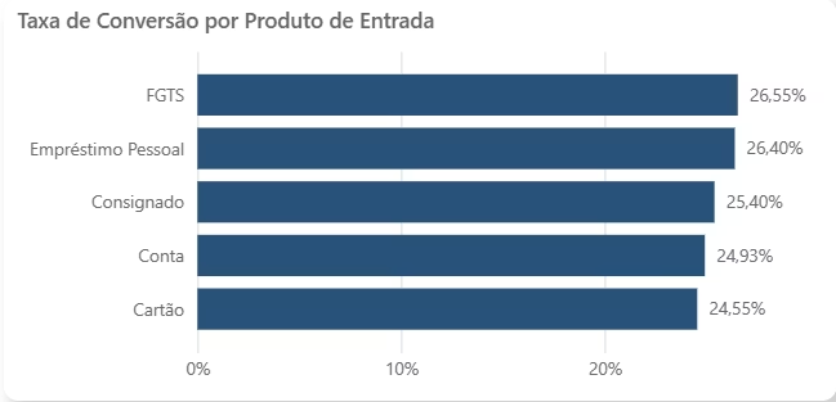 Taxa de Conversão por Produto de Entrada
FGTS 26,55%
Empréstimo Pessoal 26,40%
Consignado 25,40%
Conta 24,93%
Cartão 24,55%
0% 10% 20%